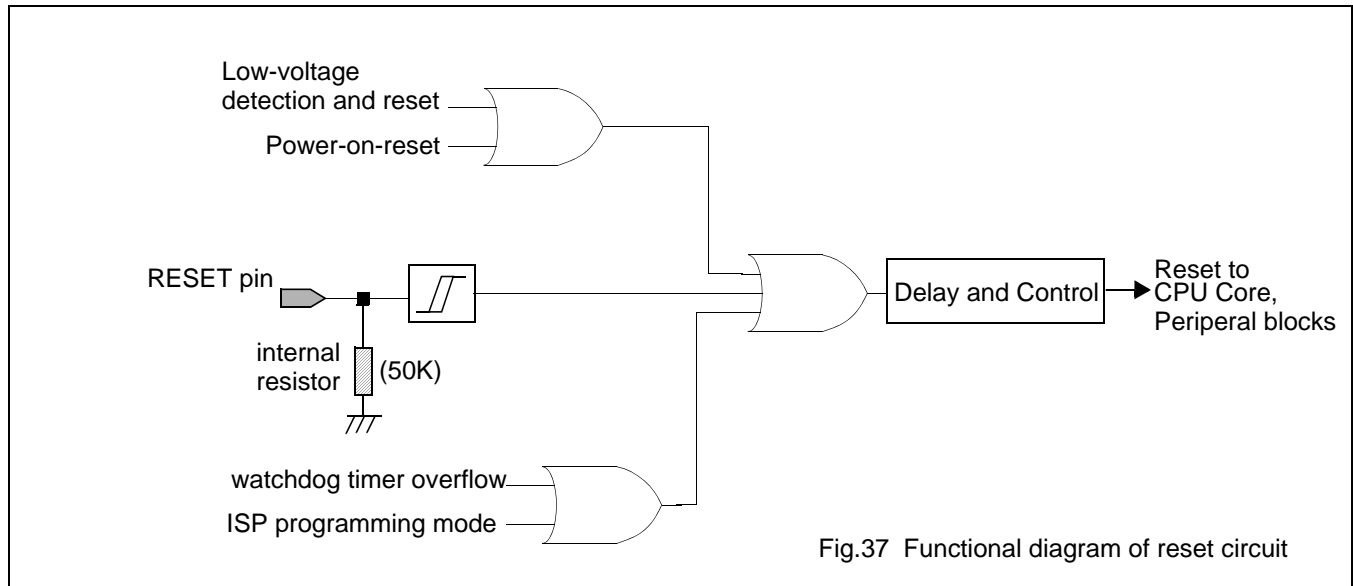 Low-voltage
detection and reset
Power-on-reset
RESET pin
internal
resistor
(50K)
Delay and Control
Reset to
CPU Core,
Periperal blocks
watchdog timer overflow
ISP programming mode
Fig.37 Functional diagram of reset circuit